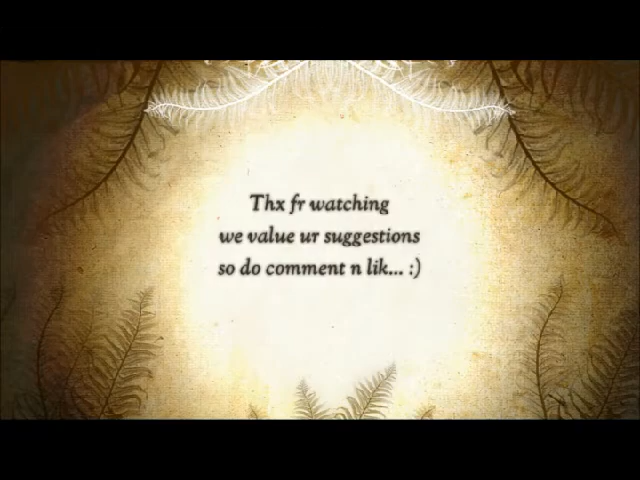 Thx fr watching
we value ur suggestions
so do comment n lik... :)